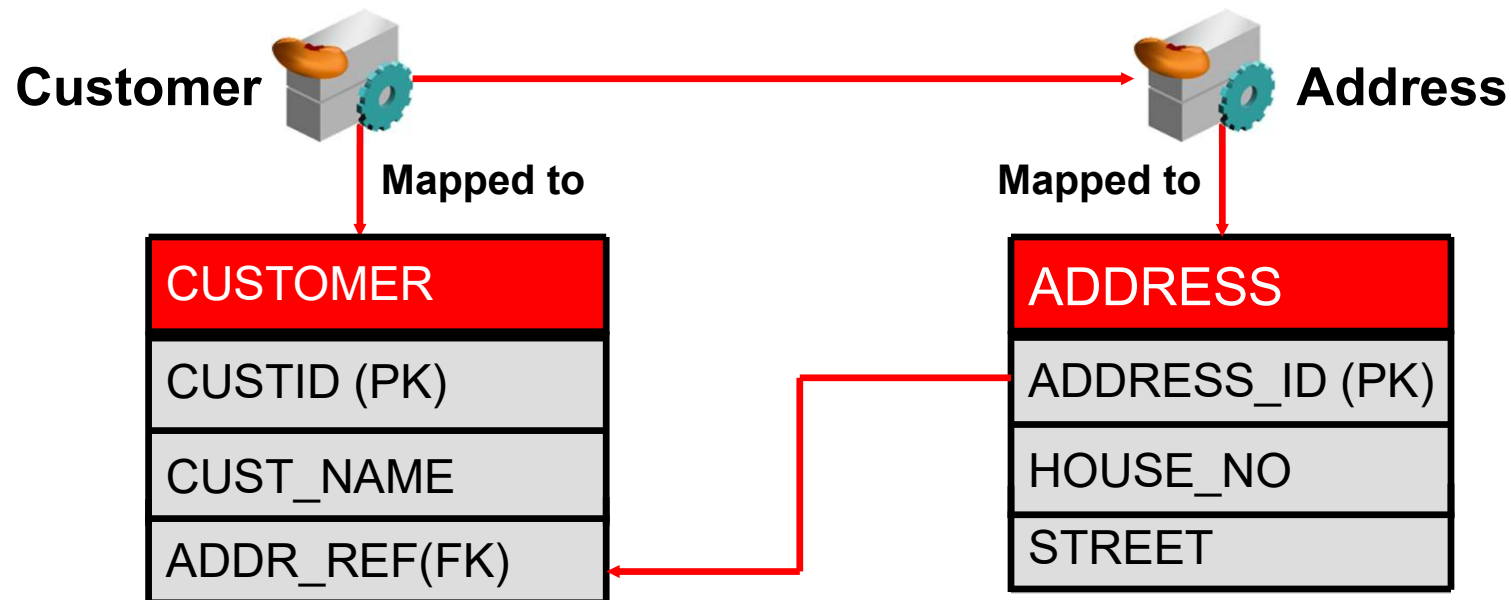 Customer
Address
Mapped to
Mapped to
CUSTOMER
CUSTID (PK)
CUST_NAME
ADDR_REF(FK)
ADDRESS
ADDRESS_ID (PK)
HOUSE_NO
STREET